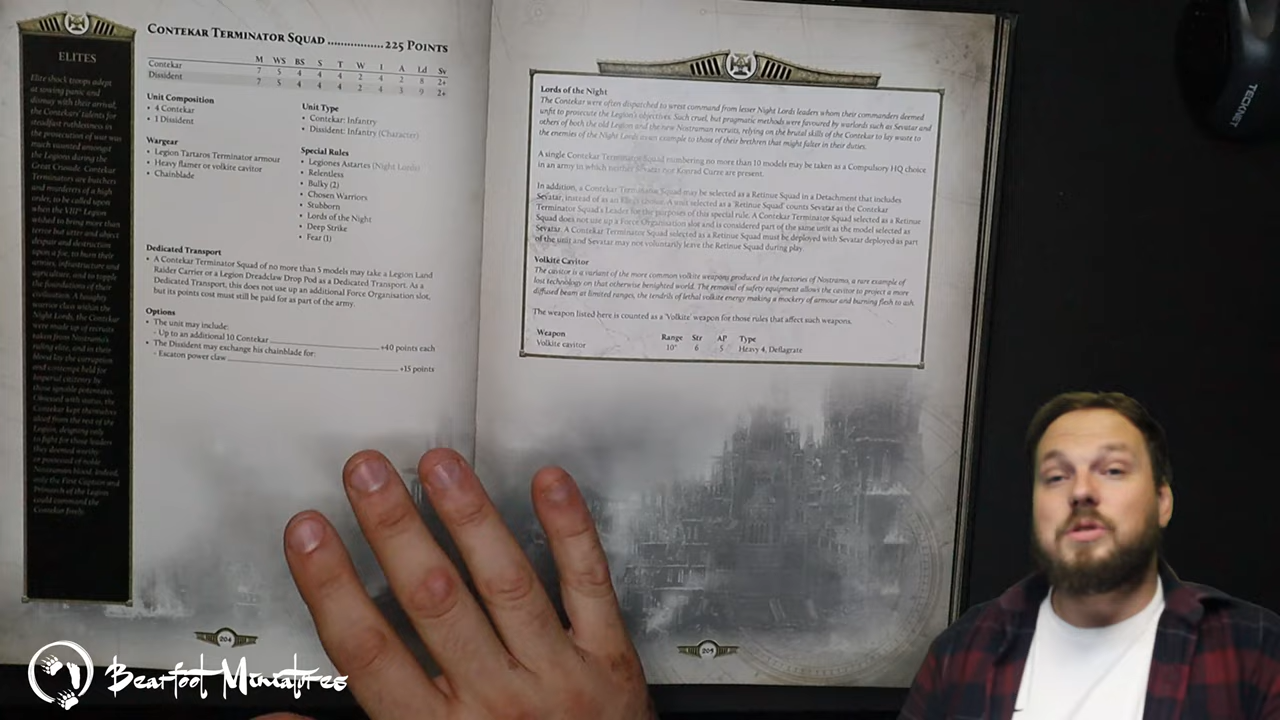 ELITES
Elite shock troops adept
at sowing panic and
dismay with their arrival,
the Contekars' talents for
steadfast ruthlessness in
the prosecution of war was
much vaunted amongst
the Legions during the
Great Crusade. Contekar
Terminators are butchers
and murderers of a high
order, to be called upon
when the VIIIth Legion
wished to bring more than
terror but utter and abject
despair and destruction
upon a foe, to burn their
armies, infrastructure and
agriculture, and to topple
the foundations of their
civilisation. A haughty
warrior clan within the
Night Lords, the Contekar
were made up of recruits
taken from Nostramo's
ruling elite, and in their
blood lay the corruption
and contempt held for
Imperial citizenry by
those ignoble potentates.
Obsessed with status, the
Contekar kept themselves
aloof from the rest of the
Legion, deigning only
to fight for those leaders
they deemed worthy
or possessed of noble
Nostraman blood. Indeed,
only the First Captain and
Primarch of the Legion
could command the
Contekar freely.
CONTEKAR TERMINATOR SQUAD ................. 225 POINTS
M WS BS S T W I A Ld Sv
Contekar 7 5 4 4 4 2 4 2 8 2+
Dissident 7 5 4 4 4 2 4 3 9 2+
Unit Composition
• 4 Contekar
• 1 Dissident
Wargear
• Legion Tartaros Terminator armour
• Heavy flamer or volkite cavitor
• Chainblade
Unit Type
• Contekar: Infantry
• Dissident: Infantry (Character)
Special Rules
• Legiones Astartes (Night Lords)
• Relentless
• Bulky (2)
• Chosen Warriors
• Stubborn
• Lords of the Night
• Deep Strike
• Fear (1)
Dedicated Transport
• A Contekar Terminator Squad of no more than 5 models may take a Legion Land
Raider Carrier or a Legion Dreadclaw Drop Pod as a Dedicated Transport. As a
Dedicated Transport, this does not use up an additional Force Organisation slot,
but its points cost must still be paid for as part of the army.
Options
• The unit may include:
- Up to an additional 10 Contekar +40 points each
• The Dissident may exchange his chainblade for:
- Escaton power claw +15 points
204
Lords of the Night
The Contekar were often dispatched to wrest command from lesser Night Lords leaders whom their commanders deemed
unfit to prosecute the Legion's objectives. Such cruel, but pragmatic methods were favoured by warlords such as Sevatar and
others of both the old Legion and the new Nostraman recruits, relying on the brutal skills of the Contekar to lay waste to
the enemies of the Night Lords as an example to those of their brethren that might falter in their duties.
A single Contekar Terminator Squad numbering no more than 10 models may be taken as a Compulsory HQ choice
in an army in which neither Sevatar nor Konrad Curze are present.
In addition, a Contekar Terminator Squad may be selected as a Retinue Squad in a Detachment that includes
Sevatar, instead of as an Elites choice. A unit selected as a 'Retinue Squad' counts Sevatar as the Contekar
Terminator Squad's Leader for the purposes of this special rule. A Contekar Terminator Squad selected as a Retinue
Squad does not use up a Force Organisation slot and is considered part of the same unit as the model selected as
Sevatar. A Contekar Terminator Squad selected as a Retinue Squad must be deployed with Sevatar deployed as part
of the unit and Sevatar may not voluntarily leave the Retinue Squad during play.
Volkite Cavitor
The cavitor is a variant of the more common volkite weapons produced in the factories of Nostramo, a rare example of
lost technology on that otherwise benighted world. The removal of safety equipment allows the cavitor to project a more
diffused beam at limited ranges, the tendrils of lethal volkite energy making a mockery of armour and burning flesh to ash.
The weapon listed here is counted as a 'Volkite' weapon for those rules that affect such weapons.
Weapon Range Str AP Type
Volkite cavitor 10" 6 5 Heavy 4, Deflagrate
TECKNET
Bearfoot Miniatures